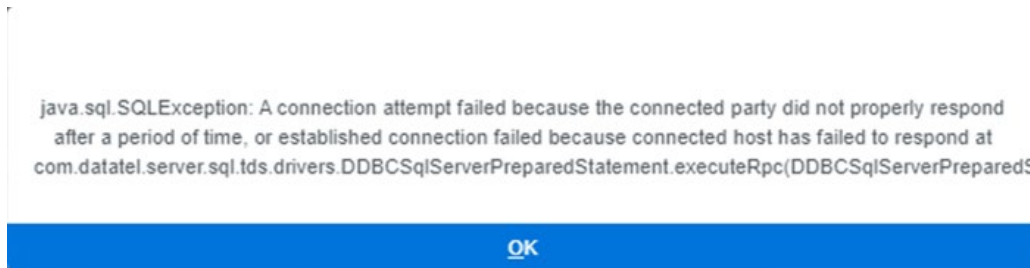 java.sql.SQLException: A connection attempt failed because the connected party did not properly respond
after a period of time, or established connection failed because connected host has failed to respond at
com.datatel.server.sql.tds.drivers.DDBCSqlServerPreparedStatement.executeRpc(DDBCSqlServerPreparedS
OK